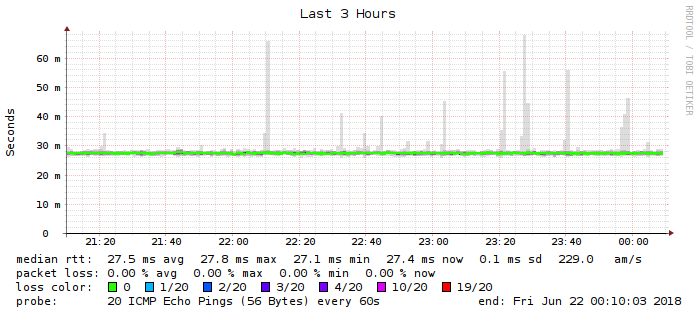 Last 3 Hours
RRDTOOL / TOBI OETIKER
Seconds
60 m
50 m
40 m
30 m
20 m
10 m
0
21:20 21:40 22:00 22:20 22:40 23:00 23:20 23:40 00:00
median rtt: 27.5 ms avg 27.8 ms max 27.1 ms min 27.4 ms now 0.1 ms sd 229.0 am/s
packet loss: 0.00 % avg 0.00 % max 0.00 % min 0.00 % now
loss color: 0 1/20 2/20 3/20 4/20 10/20 19/20
probe: 20 ICMP Echo Pings (56 Bytes) every 60s end: Fri Jun 22 00:10:03 2018